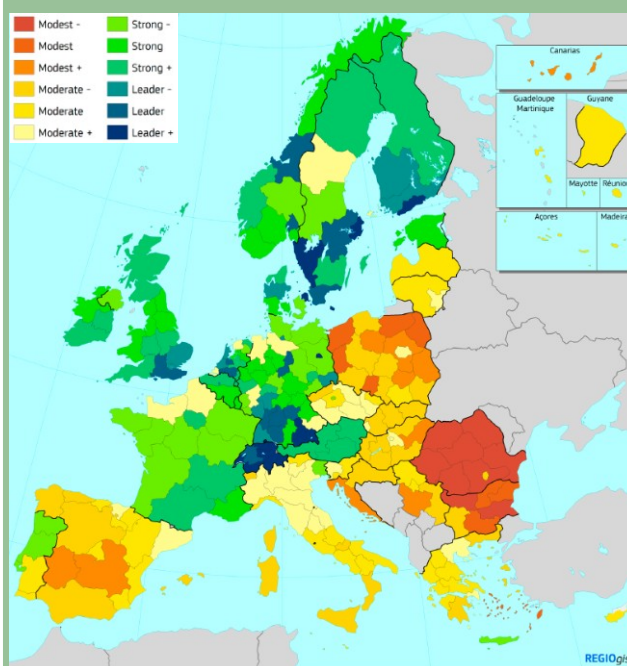 Modest -
Modest
Modest +
Moderate -
Moderate
Moderate +
Strong -
Strong
Strong +
Leader -
Leader
Leader +
Canarias
Guadeloupe
Martinique
Guyane
Mayotte
Réunion
Açores
Madeira